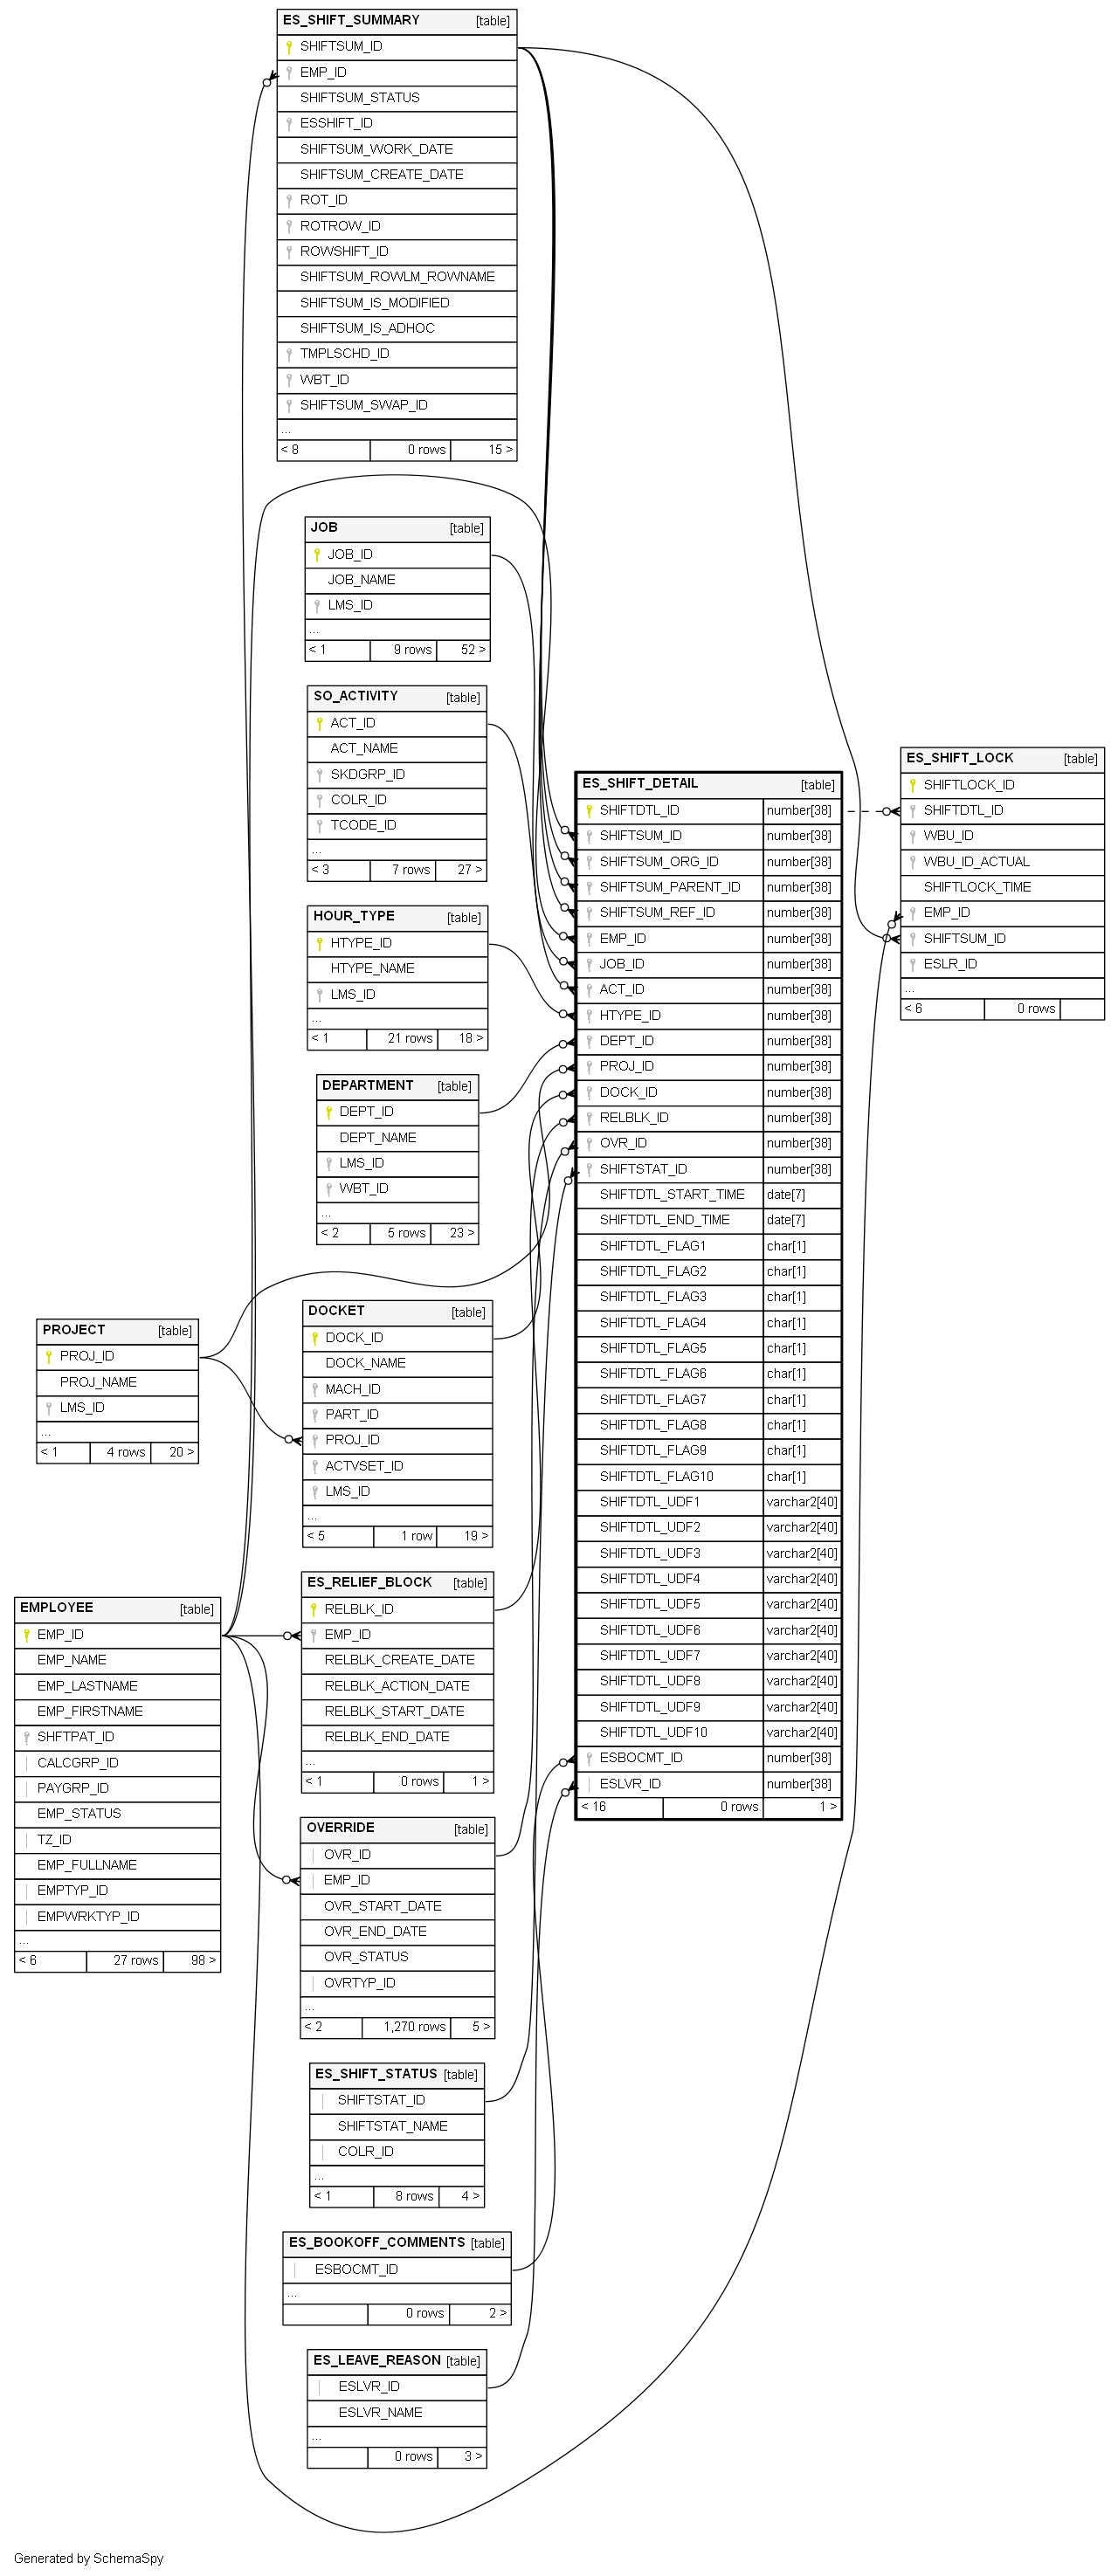 ES_SHIFT_SUMMARY [table]
SHIFTSUM_ID
EMP_ID
SHIFTSUM_STATUS
ESSHIFT_ID
SHIFTSUM_WORK_DATE
SHIFTSUM_CREATE_DATE
ROT_ID
ROTROW_ID
ROWSHIFT_ID
SHIFTSUM_ROWLM_ROWNAME
SHIFTSUM_IS_MODIFIED
SHIFTSUM_IS_ADHOC
TMPLSCHD_ID
WBT_ID
SHIFTSUM_SWAP_ID
...
< 8 0 rows 15 >
JOB [table]
JOB_ID
JOB_NAME
LMS_ID
...
< 1 9 rows 52 >
SO_ACTIVITY [table]
ACT_ID
ACT_NAME
SKDGRP_ID
COLR_ID
TCODE_ID
...
< 3 7 rows 27 >
HOUR_TYPE [table]
HTYPE_ID
HTYPE_NAME
LMS_ID
...
< 1 21 rows 18 >
DEPARTMENT [table]
DEPT_ID
DEPT_NAME
LMS_ID
WBT_ID
...
< 2 5 rows 23 >
PROJECT [table]
PROJ_ID
PROJ_NAME
LMS_ID
...
< 1 4 rows 20 >
DOCKET [table]
DOCK_ID
DOCK_NAME
MACH_ID
PART_ID
PROJ_ID
ACTVSET_ID
LMS_ID
...
< 5 1 row 19 >
EMPLOYEE [table]
EMP_ID
EMP_NAME
EMP_LASTNAME
EMP_FIRSTNAME
SHFTPAT_ID
CALCGRP_ID
PAYGRP_ID
EMP_STATUS
TZ_ID
EMP_FULLNAME
EMPTYP_ID
EMPWRKTYP_ID
...
< 6 27 rows 98 >
ES_RELIEF_BLOCK [table]
RELBLK_ID
EMP_ID
RELBLK_CREATE_DATE
RELBLK_ACTION_DATE
RELBLK_START_DATE
RELBLK_END_DATE
...
< 1 0 rows 1 >
OVERRIDE [table]
OVR_ID
EMP_ID
OVR_START_DATE
OVR_END_DATE
OVR_STATUS
OVRTYP_ID
...
< 2 1,270 rows 5 >
ES_SHIFT_STATUS [table]
SHIFTSTAT_ID
SHIFTSTAT_NAME
COLR_ID
...
< 1 8 rows 4 >
ES_BOOKOFF_COMMENTS [table]
ESBOCMT_ID
...
0 rows 2 >
ES_LEAVE_REASON [table]
ESLVR_ID
ESLVR_NAME
...
0 rows 3 >
ES_SHIFT_DETAIL [table]
SHIFTDTL_ID number[38]
SHIFTSUM_ID number[38]
SHIFTSUM_ORG_ID number[38]
SHIFTSUM_PARENT_ID number[38]
SHIFTSUM_REF_ID number[38]
EMP_ID number[38]
JOB_ID number[38]
ACT_ID number[38]
HTYPE_ID number[38]
DEPT_ID number[38]
PROJ_ID number[38]
DOCK_ID number[38]
RELBLK_ID number[38]
OVR_ID number[38]
SHIFTSTAT_ID number[38]
SHIFTDTL_START_TIME date[7]
SHIFTDTL_END_TIME date[7]
SHIFTDTL_FLAG1 char[1]
SHIFTDTL_FLAG2 char[1]
SHIFTDTL_FLAG3 char[1]
SHIFTDTL_FLAG4 char[1]
SHIFTDTL_FLAG5 char[1]
SHIFTDTL_FLAG6 char[1]
SHIFTDTL_FLAG7 char[1]
SHIFTDTL_FLAG8 char[1]
SHIFTDTL_FLAG9 char[1]
SHIFTDTL_FLAG10 char[1]
SHIFTDTL_UDF1 varchar2[40]
SHIFTDTL_UDF2 varchar2[40]
SHIFTDTL_UDF3 varchar2[40]
SHIFTDTL_UDF4 varchar2[40]
SHIFTDTL_UDF5 varchar2[40]
SHIFTDTL_UDF6 varchar2[40]
SHIFTDTL_UDF7 varchar2[40]
SHIFTDTL_UDF8 varchar2[40]
SHIFTDTL_UDF9 varchar2[40]
SHIFTDTL_UDF10 varchar2[40]
ESBOCMT_ID number[38]
ESLVR_ID number[38]
< 16 0 rows 1 >
ES_SHIFT_LOCK [table]
SHIFTLOCK_ID
SHIFTDTL_ID
WBU_ID
WBU_ID_ACTUAL
SHIFTLOCK_TIME
EMP_ID
SHIFTSUM_ID
ESLR_ID
...
< 6 0 rows
Generated by SchemaSpy